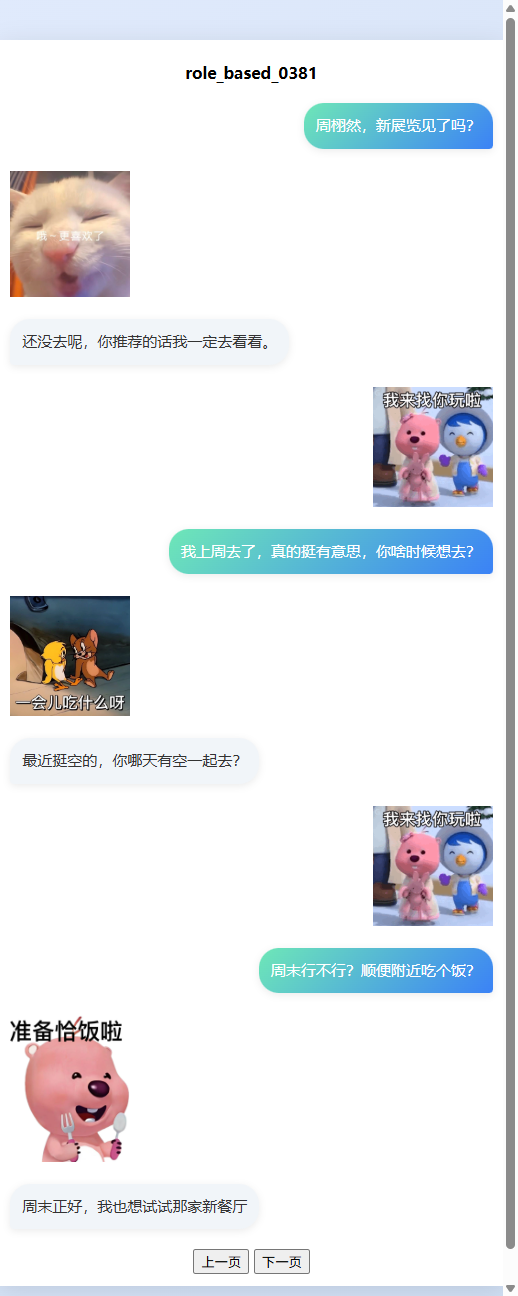 role_based_0381
周栩然，新展览见了吗？
哦～更喜欢了
还没去呢，你推荐的话我一定去看看。
我来找你玩啦
我上周去了，真的挺有意思，你啥时候想去？
一会儿吃什么呀
最近挺空的，你哪天有空一起去？
我来找你玩啦
周末行不行？顺便附近吃个饭？
准备恰饭啦
周末正好，我也想试试那家新餐厅
上一页
下一页